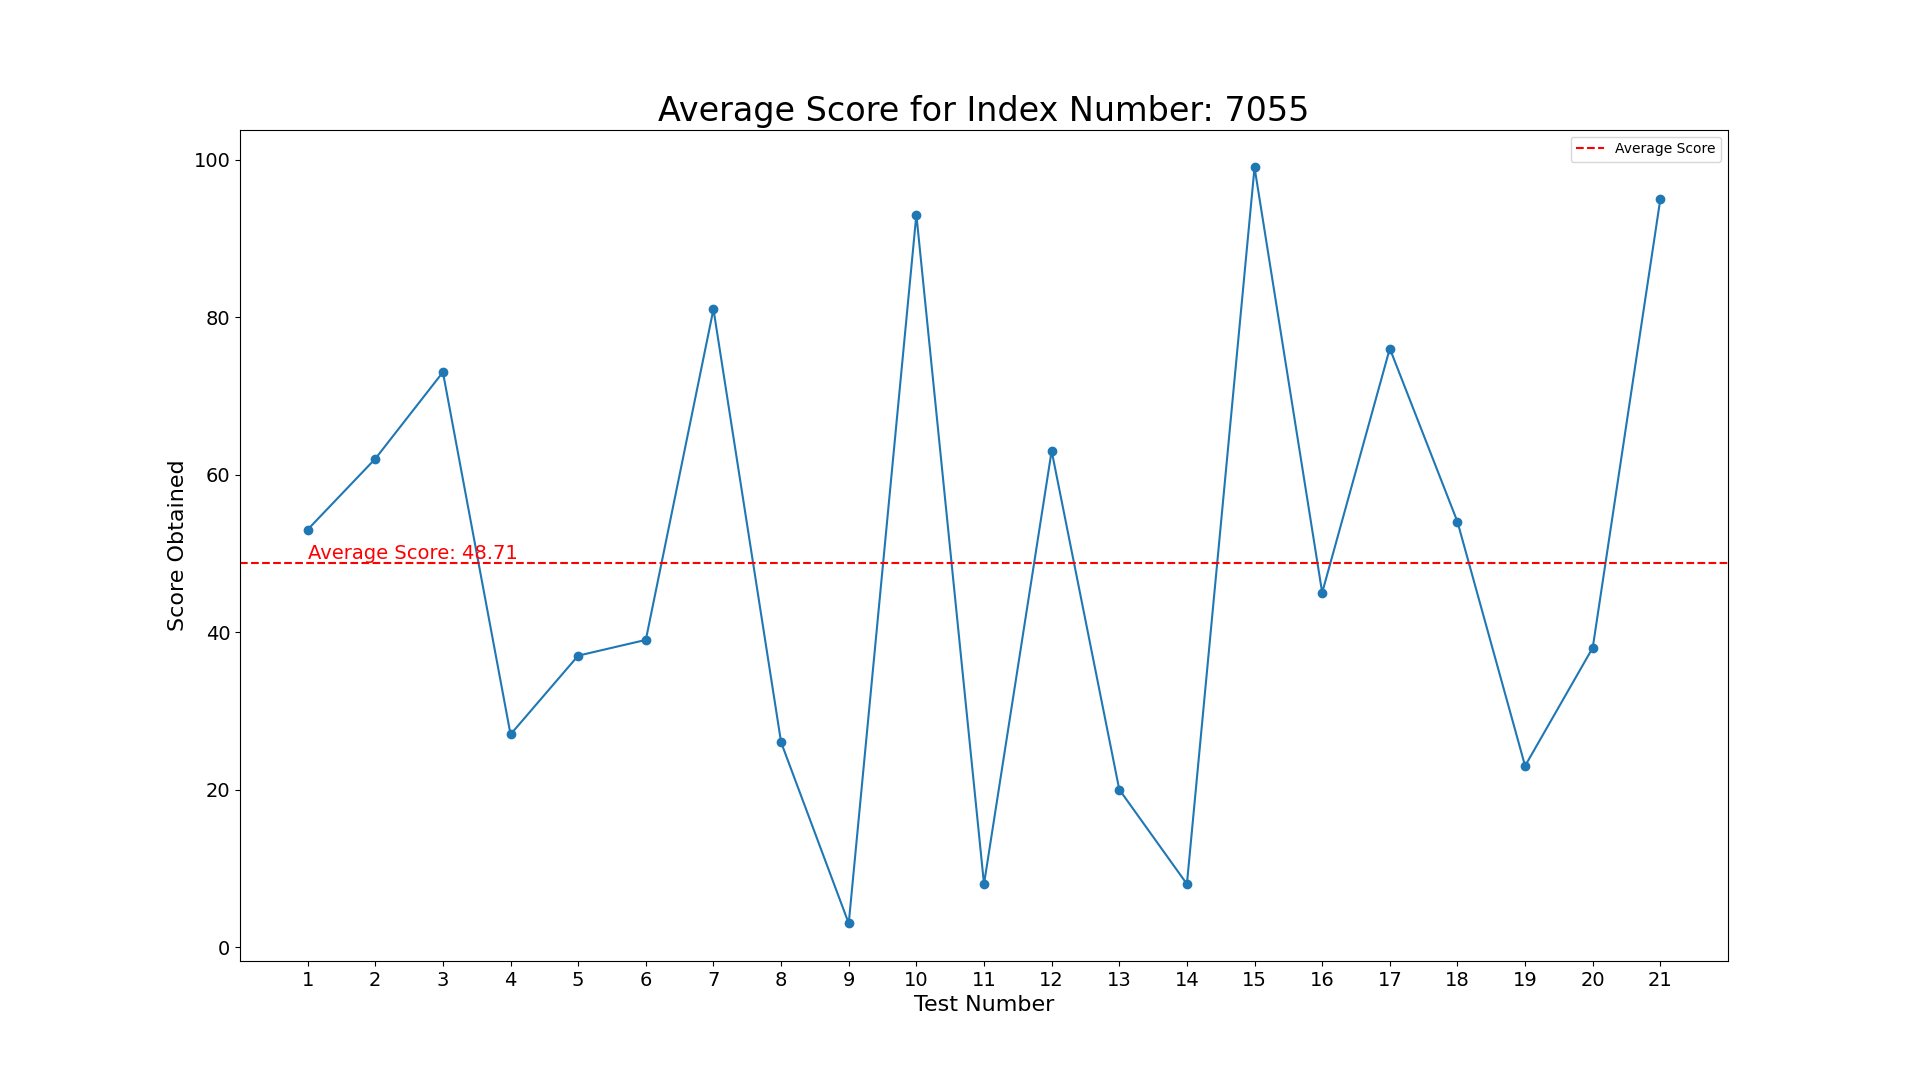 Average Score for Index Number: 7055
Average Score
100
80
60
40
20
0
Score Obtained
Average Score: 48.71
1 2 3 4 5 6 7 8 9 10 11 12 13 14 15 16 17 18 19 20 21
Test Number